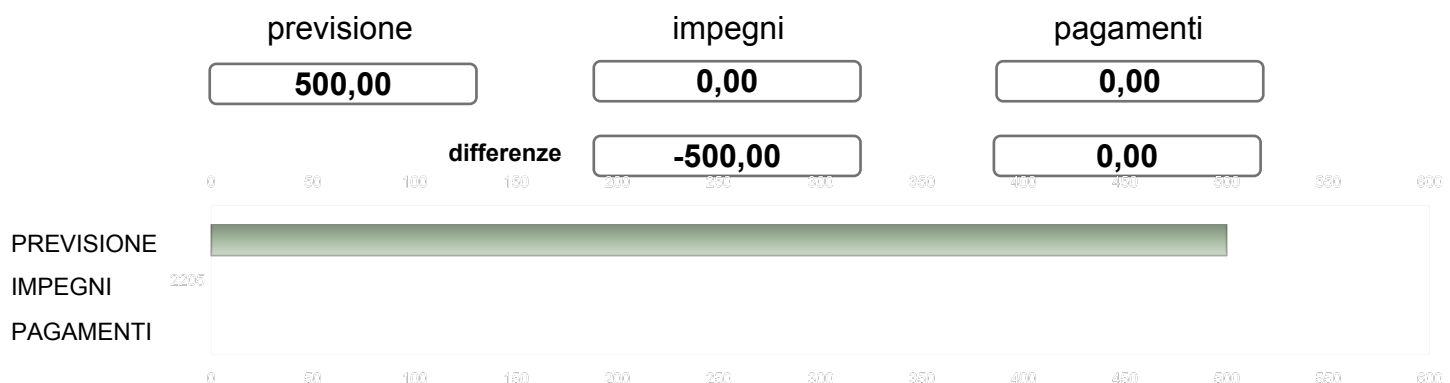 previsione impegni pagamenti
500,00 0,00 0,00
differenze -500,00 0,00
0 50 100 150 200 250 300 350 400 450 500 550 600
PREVISIONE
2205
IMPEGNI
PAGAMENTI
0 50 100 150 200 250 300 350 400 450 500 550 600